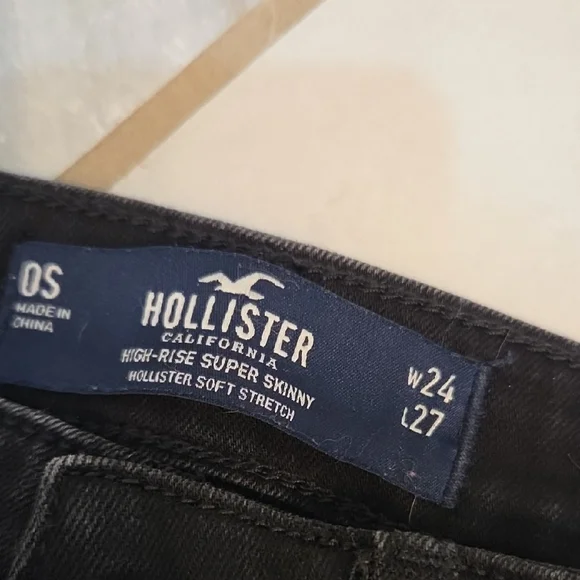 0S
MADE IN
CHINA
HOLLISTER
CALIFORNIA
HIGH-RISE SUPER SKINNY
HOLLISTER SOFT STRETCH
W24
L27